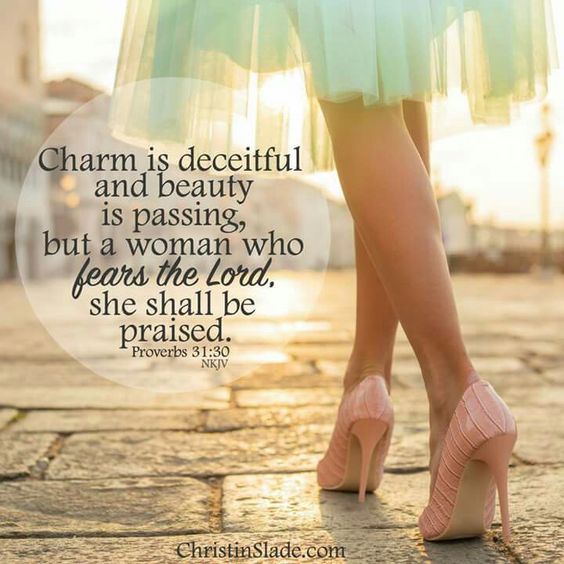 Charm is deceitful
and beauty
is passing,
but a woman who
fears the Lord,
she shall be
praised.
Proverbs 31:30
NKJV
ChristinSlade.com